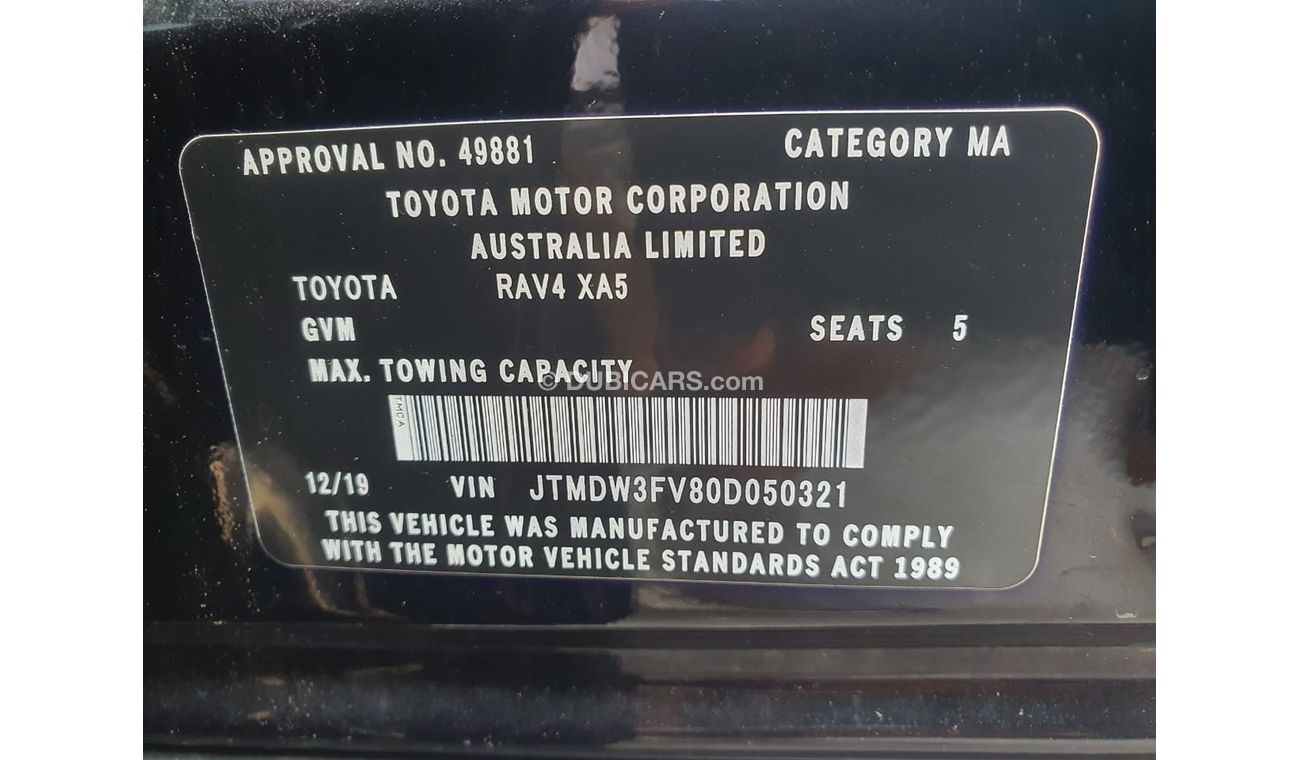 APPROVAL NO. 49881 CATEGORY MA
TOYOTA MOTOR CORPORATION
AUSTRALIA LIMITED
TOYOTA RAV4 XA5
GVM SEATS 5
MAX. TOWING CAPACITY
© DUBICARS.com
TMCA
12/19 VIN JTMDW3FV80D050321
THIS VEHICLE WAS MANUFACTURED TO COMPLY
WITH THE MOTOR VEHICLE STANDARDS ACT 1989